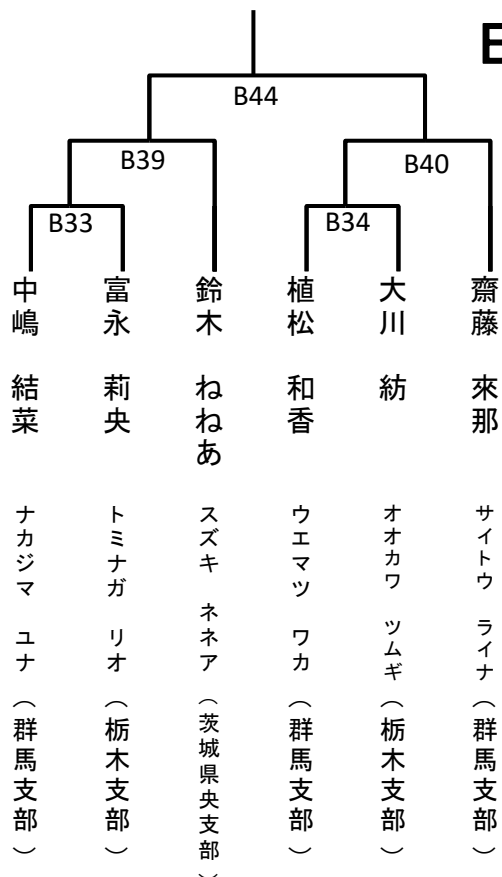 B44
B39
B40
B33
B34
中嶋 結菜 ナカジマ ユナ (群馬支部)
富永 莉央 トミナガ リオ (栃木支部)
鈴木 ねねあ スズキ ネネア (茨城県央支部)
植松 和香 ウエマツ ワカ (群馬支部)
大川 紡 オオカワ ツムギ (栃木支部)
齋藤 來那 サイトウ ライナ (群馬支部)